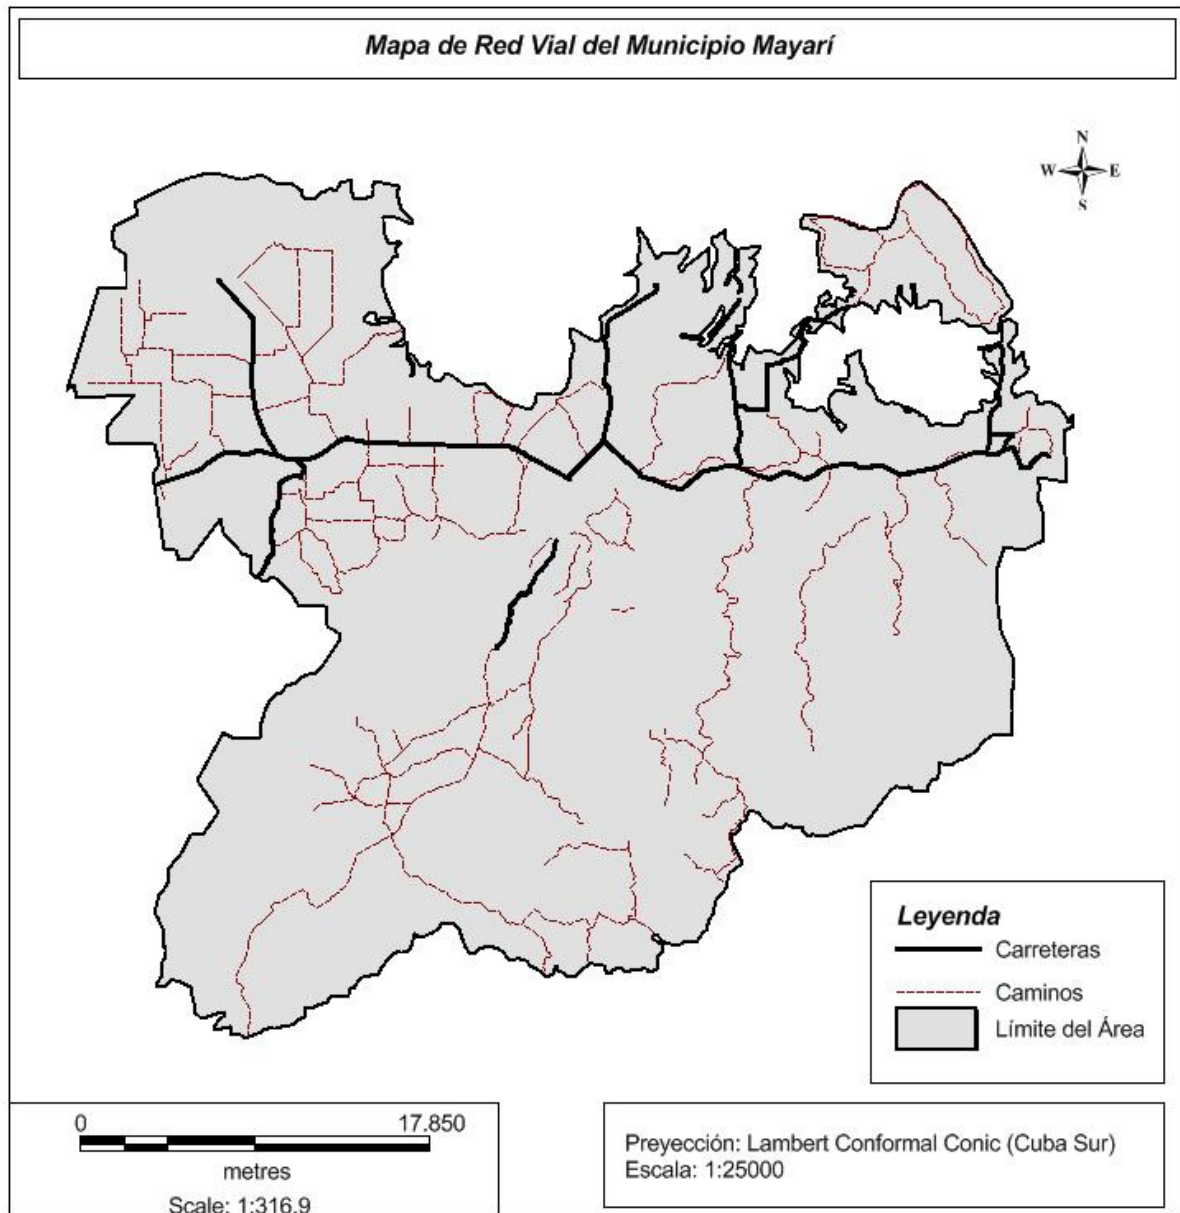 Mapa de Red Vial del Municipio Mayarí
N
W E
S
Leyenda
Carreteras
Caminos
Límite del Área
0 17.850
metres
Scale: 1:316.9
Preyección: Lambert Conformal Conic (Cuba Sur)
Escala: 1:25000